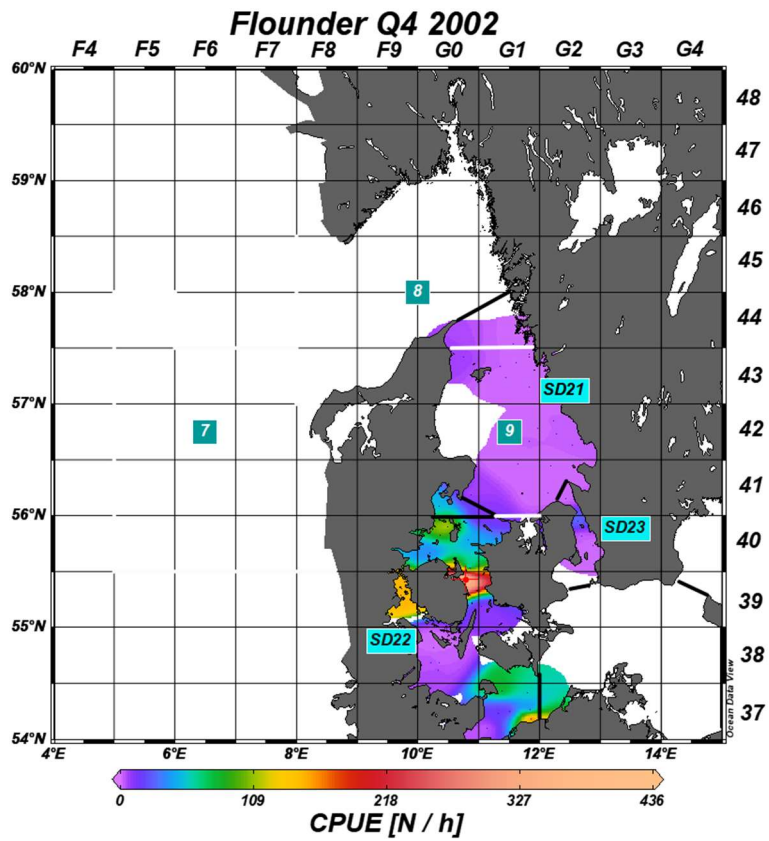 Flounder Q4 2002
F4 F5 F6 F7 F8 F9 G0 G1 G2 G3 G4
60°N
48
47
59°N
46
45
58°N
8
44
43
SD21
57°N
7
9
42
41
56°N
SD23
40
39
55°N
SD22
38
37
54°N
Ocean Data View
4°E 6°E 8°E 10°E 12°E 14°E
0 109 218 327 436
CPUE [N / h]